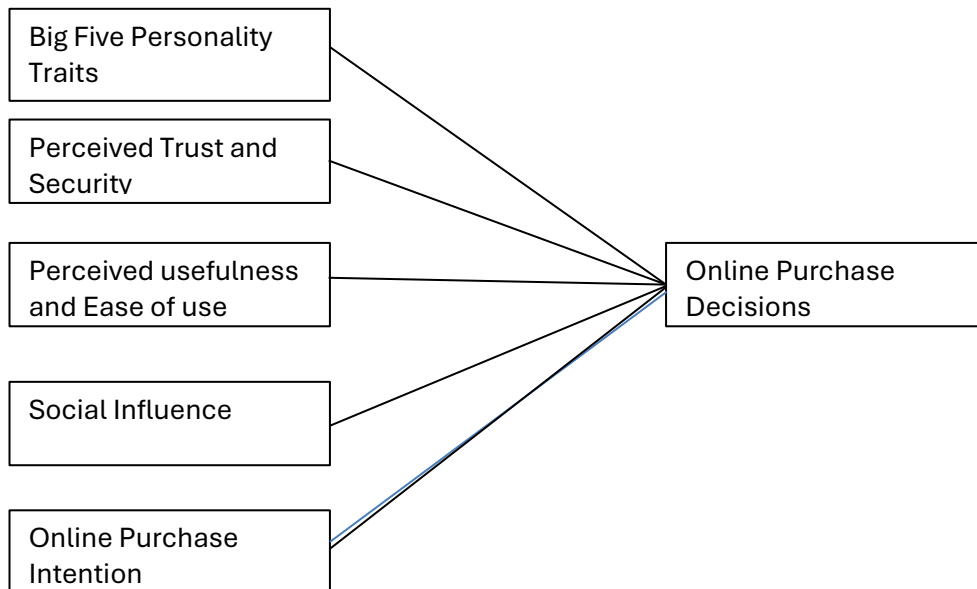 Big Five Personality
Traits
Perceived Trust and
Security
Perceived usefulness
and Ease of use
Online Purchase
Decisions
Social Influence
Online Purchase
Intention